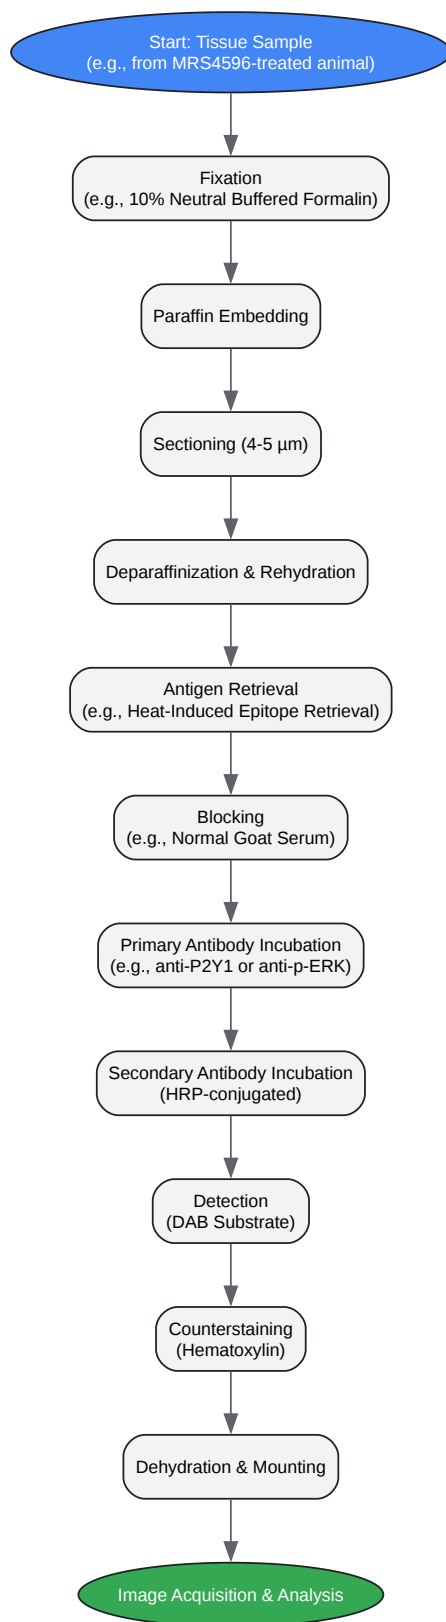 Start: Tissue Sample
(e.g., from MRS4596-treated animal)
Fixation
(e.g., 10% Neutral Buffered Formalin)
Paraffin Embedding
Sectioning (4-5 µm)
Deparaffinization & Rehydration
Antigen Retrieval
(e.g., Heat-Induced Epitope Retrieval)
Blocking
(e.g., Normal Goat Serum)
Primary Antibody Incubation
(e.g., anti-P2Y1 or anti-p-ERK)
Secondary Antibody Incubation
(HRP-conjugated)
Detection
(DAB Substrate)
Counterstaining
(Hematoxylin)
Dehydration & Mounting
Image Acquisition & Analysis